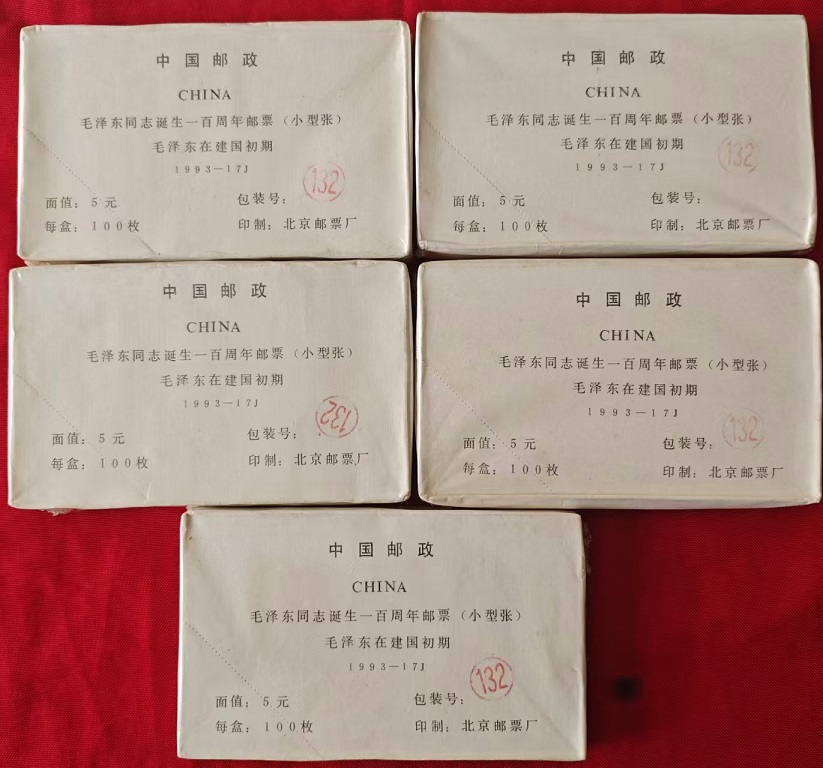 中国邮政
CHINA
毛泽东同志诞生一百周年邮票（小型张）
毛泽东在建国初期
1993—17J
132
面值：5元 包装号：
每盒：100枚 印制：北京邮票厂
中国邮政
CHINA
毛泽东同志诞生一百周年邮票（小型张）
毛泽东在建国初期
1993—17J
132
面值：5元 包装号：
每盒：100枚 印制：北京邮票厂
中国邮政
CHINA
毛泽东同志诞生一百周年邮票（小型张）
毛泽东在建国初期
1993—17J
132
面值：5元 包装号：
每盒：100枚 印制：北京邮票厂
中国邮政
CHINA
毛泽东同志诞生一百周年邮票（小型张）
毛泽东在建国初期
1993—17J
132
面值：5元 包装号：
每盒：100枚 印制：北京邮票厂
中国邮政
CHINA
毛泽东同志诞生一百周年邮票（小型张）
毛泽东在建国初期
1993—17J
132
面值：5元 包装号：
每盒：100枚 印制：北京邮票厂